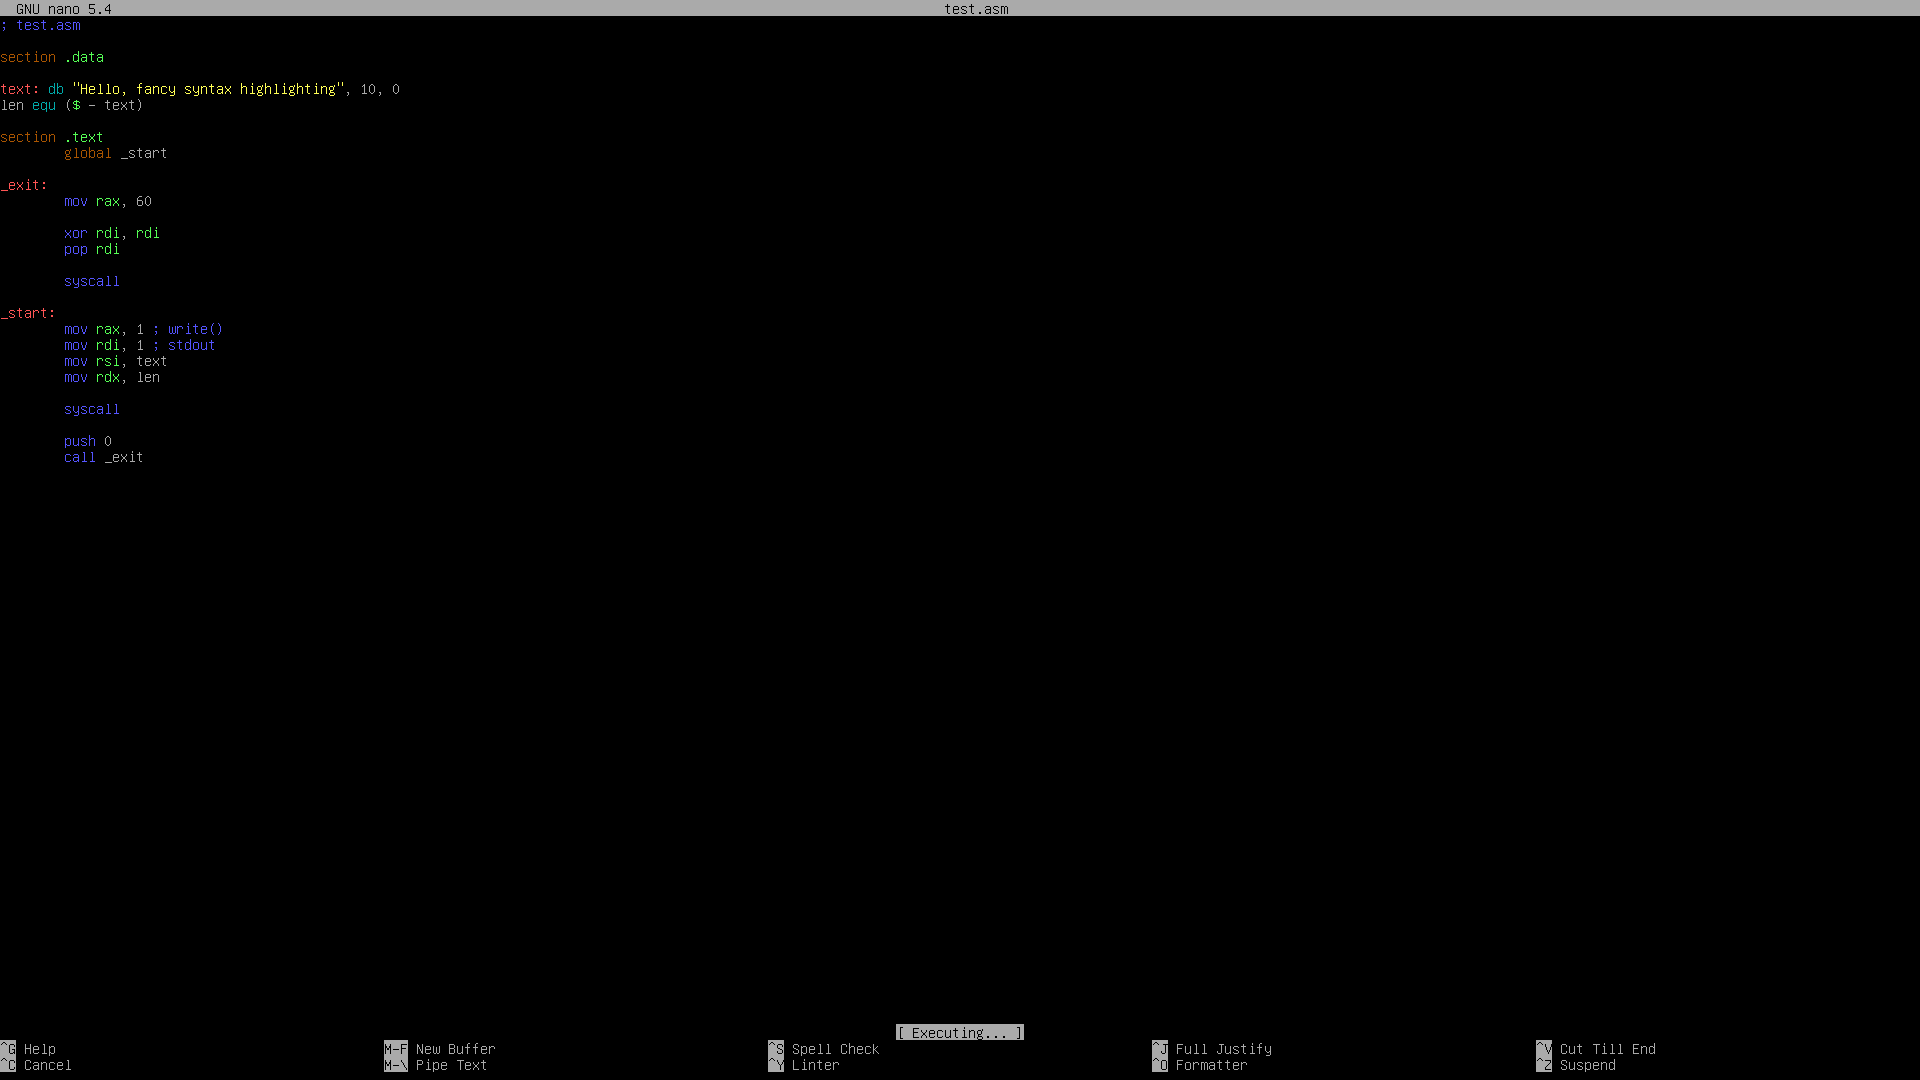 GNU nano 5.4 test.asm
; test.asm
section .data
text: db "Hello, fancy syntax highlighting", 10, 0
len equ ($ - text)
section .text
global _start
_exit:
mov rax, 60
xor rdi, rdi
pop rdi
syscall
_start:
mov rax, 1 ; write()
mov rdi, 1 ; stdout
mov rsi, text
mov rdx, len
syscall
push 0
call _exit
[ Executing... ]
^G Help M-F New Buffer ^S Spell Check ^J Full Justify ^V Cut Till End
^C Cancel M-\ Pipe Text ^Y Linter ^O Formatter ^Z Suspend